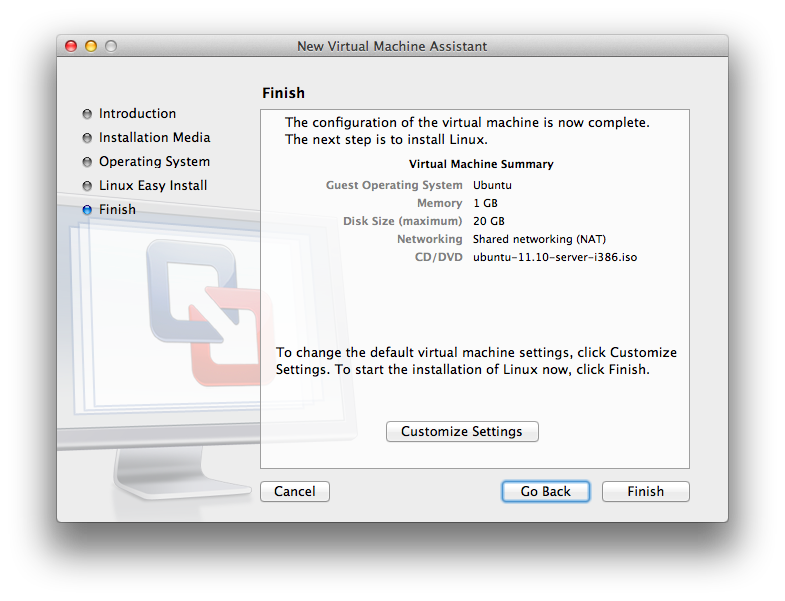 New Virtual Machine Assistant
Introduction
Installation Media
Operating System
Linux Easy Install
Finish
Finish
The configuration of the virtual machine is now complete.
The next step is to install Linux.
Virtual Machine Summary
Guest Operating System Ubuntu
Memory 1 GB
Disk Size (maximum) 20 GB
Networking Shared networking (NAT)
CD/DVD ubuntu-11.10-server-i386.iso
To change the default virtual machine settings, click Customize
Settings. To start the installation of Linux now, click Finish.
Customize Settings
Cancel Go Back Finish